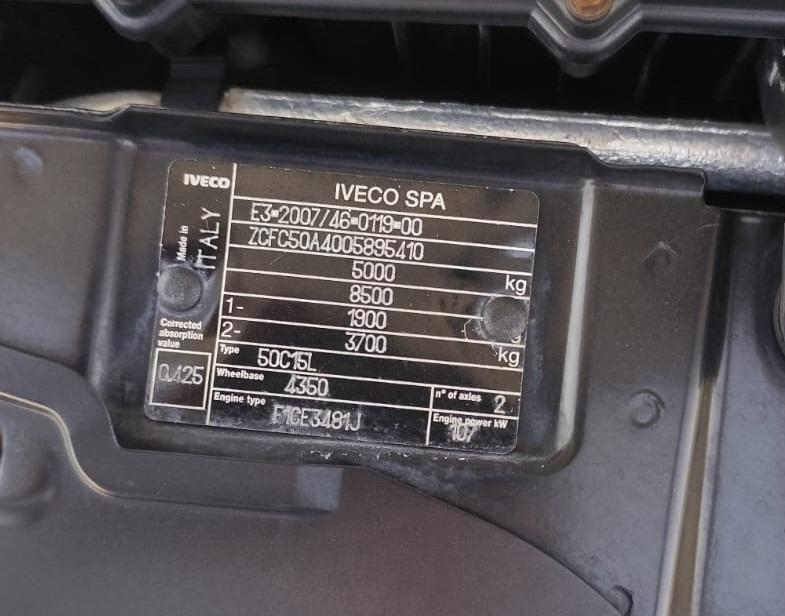 IVECO
IVECO SPA
Made in
ITALY
E3*2007/46*0119*00
ZCFC50A4005895410
5000 kg
8500
1- 1900
2- 3700 kg
Corrected
absorption
value
0.425
Type 50C15L
Wheelbase 4350
n° of axles 2
Engine type F1CE3481J
Engine power kW
107